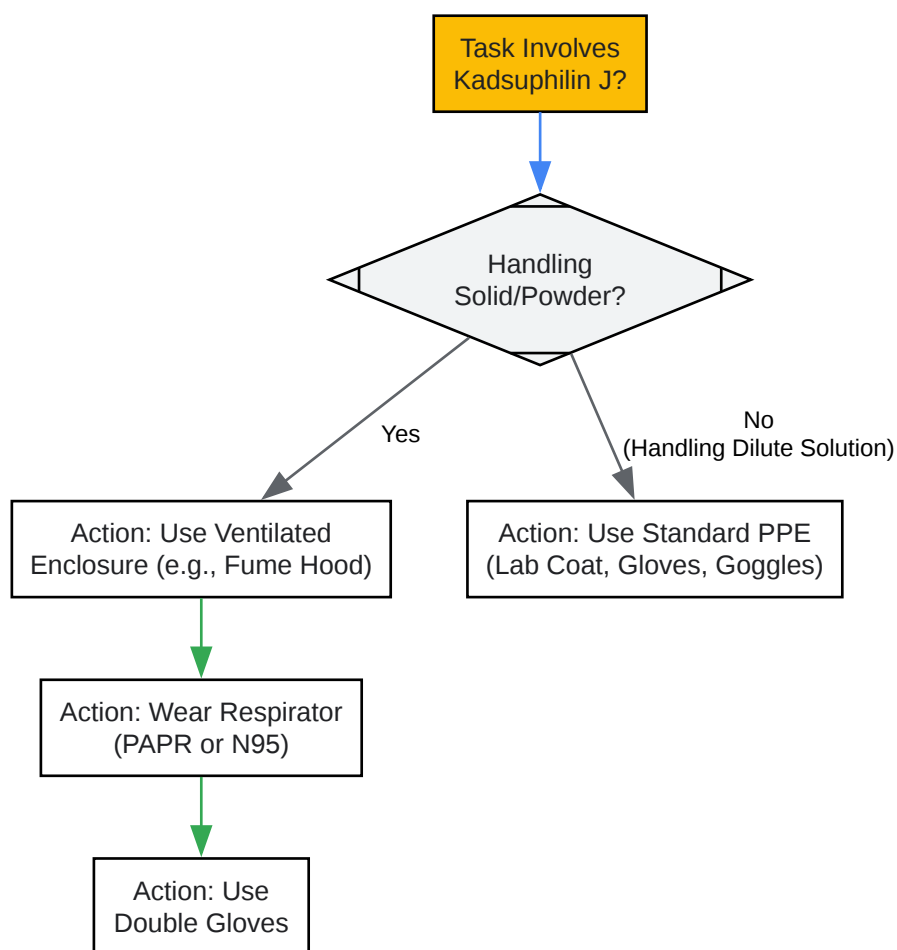 Task Involves
Kadsuphilin J?
Handling
Solid/Powder?
Yes
No
(Handling Dilute Solution)
Action: Use Ventilated
Enclosure (e.g., Fume Hood)
Action: Use Standard PPE
(Lab Coat, Gloves, Goggles)
Action: Wear Respirator
(PAPR or N95)
Action: Use
Double Gloves